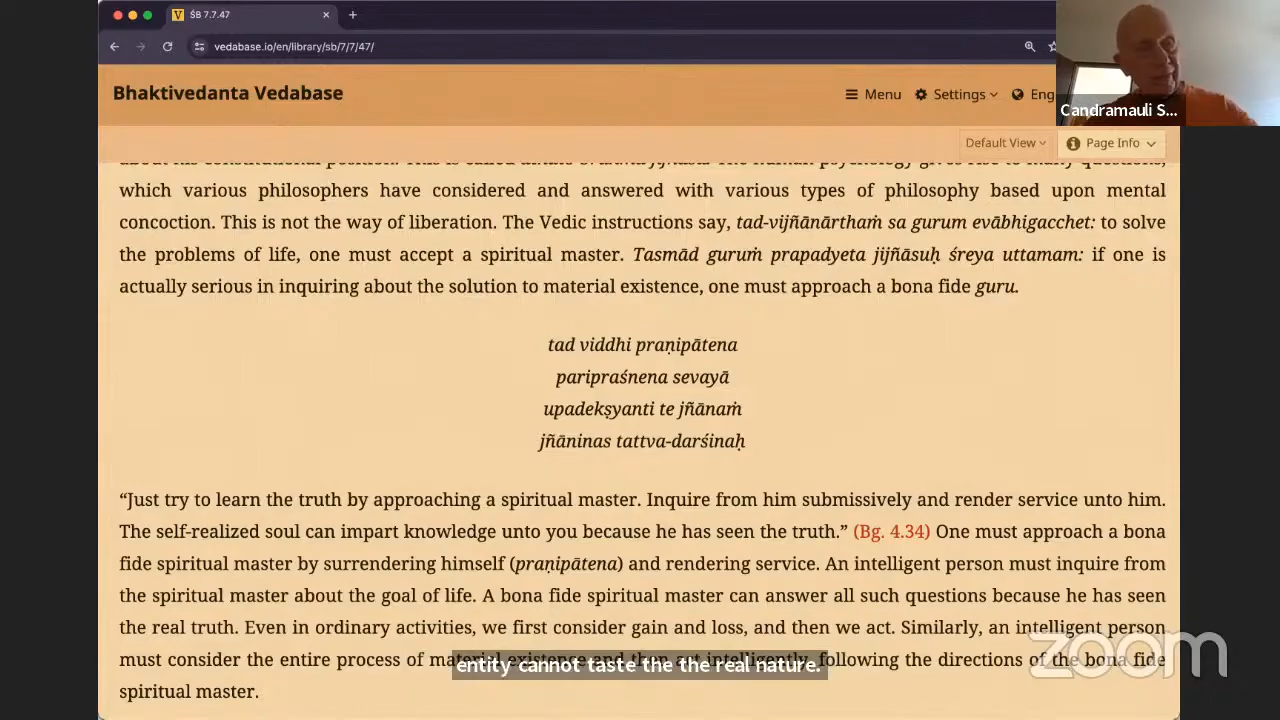 ŚB 7.7.47
vedabase.io/en/library/sb/7/7/47/
Bhaktivedanta Vedabase
Menu Settings Eng
Candramauli S...
Default View Page Info
which various philosophers have considered and answered with various types of philosophy based upon mental
concoction. This is not the way of liberation. The Vedic instructions say, tad-vijñānārthaṁ sa gurum evābhigacchet: to solve
the problems of life, one must accept a spiritual master. Tasmād guruṁ prapadyeta jijñāsuḥ śreya uttamam: if one is
actually serious in inquiring about the solution to material existence, one must approach a bona fide guru.
tad viddhi praṇipātena
paripraśnena sevayā
upadekṣyanti te jñānaṁ
jñāninas tattva-darśinaḥ
“Just try to learn the truth by approaching a spiritual master. Inquire from him submissively and render service unto him.
The self-realized soul can impart knowledge unto you because he has seen the truth.” (Bg. 4.34) One must approach a bona
fide spiritual master by surrendering himself (praṇipātena) and rendering service. An intelligent person must inquire from
the spiritual master about the goal of life. A bona fide spiritual master can answer all such questions because he has seen
the real truth. Even in ordinary activities, we first consider gain and loss, and then we act. Similarly, an intelligent person
must consider the entire process of material existence and then act intelligently, following the directions of the bona fide
entity cannot taste the the real nature.
spiritual master.
zoom